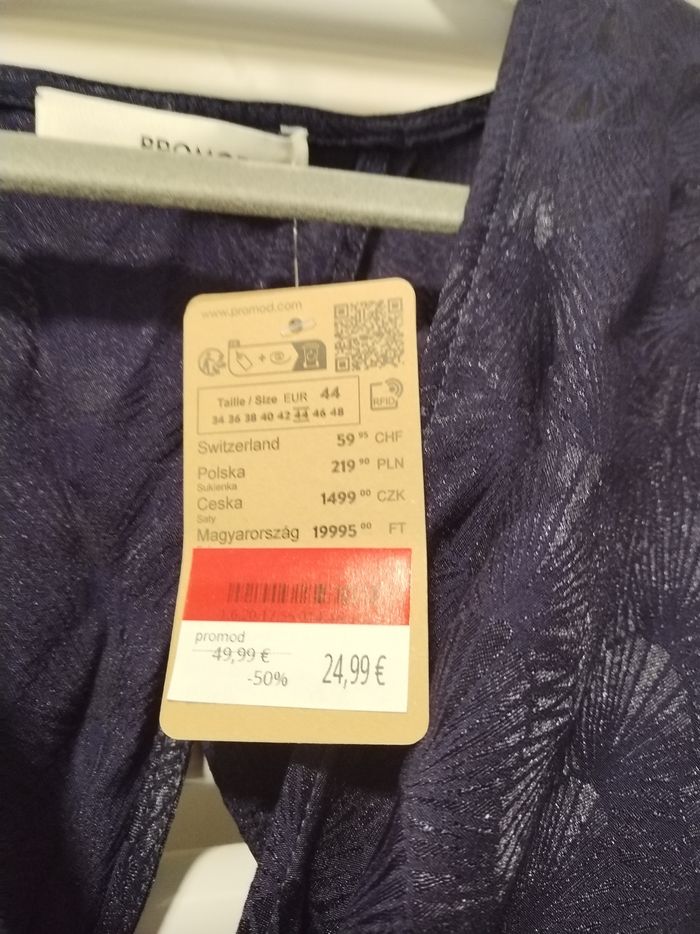 www.promod.com
Taille / Size EUR 44
34 36 38 40 42 44 46 48
RFID
Switzerland 59 95 CHF
Polska 219 90 PLN
Sukienka
Ceska 1499 00 CZK
Saty
Magyarország 19995 00 FT
promod
49,99 €
-50% 24,99 €